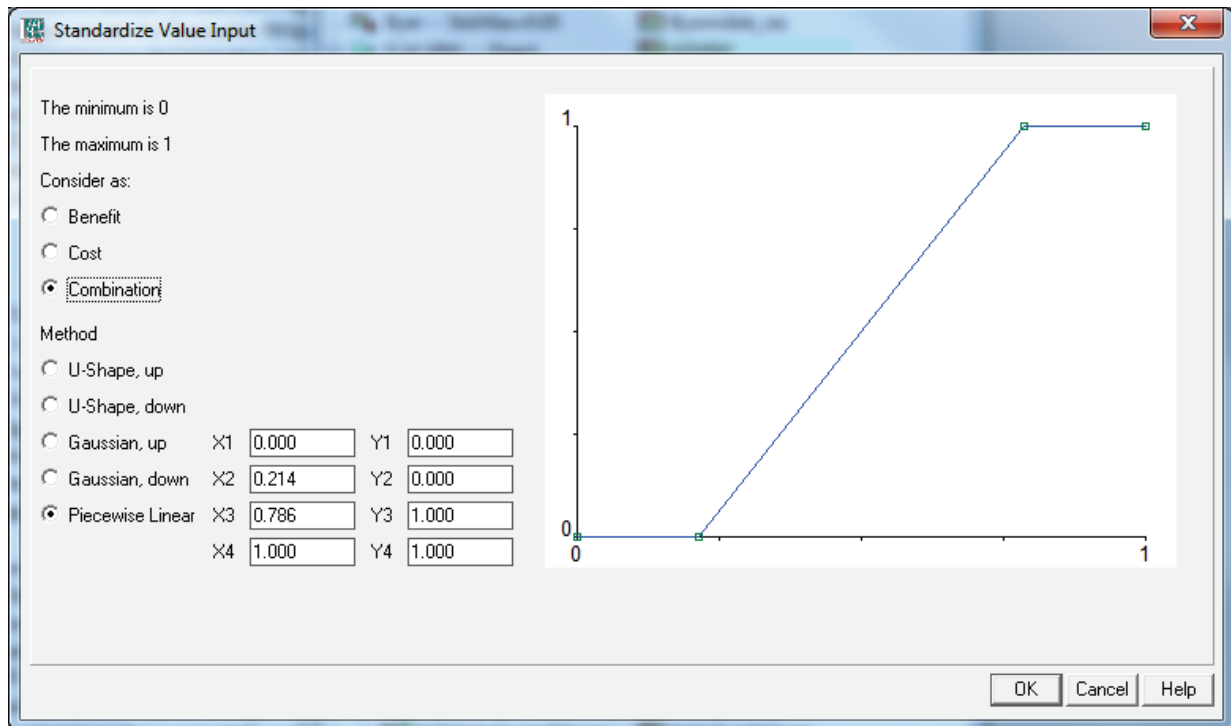 Standardize Value Input
The minimum is 0
The maximum is 1
Consider as:
Benefit
Cost
Combination
Method
U-Shape, up
U-Shape, down
Gaussian, up X1 0.000 Y1 0.000
Gaussian, down X2 0.214 Y2 0.000
Piecewise Linear X3 0.786 Y3 1.000
X4 1.000 Y4 1.000
1
0
0 1
OK Cancel Help